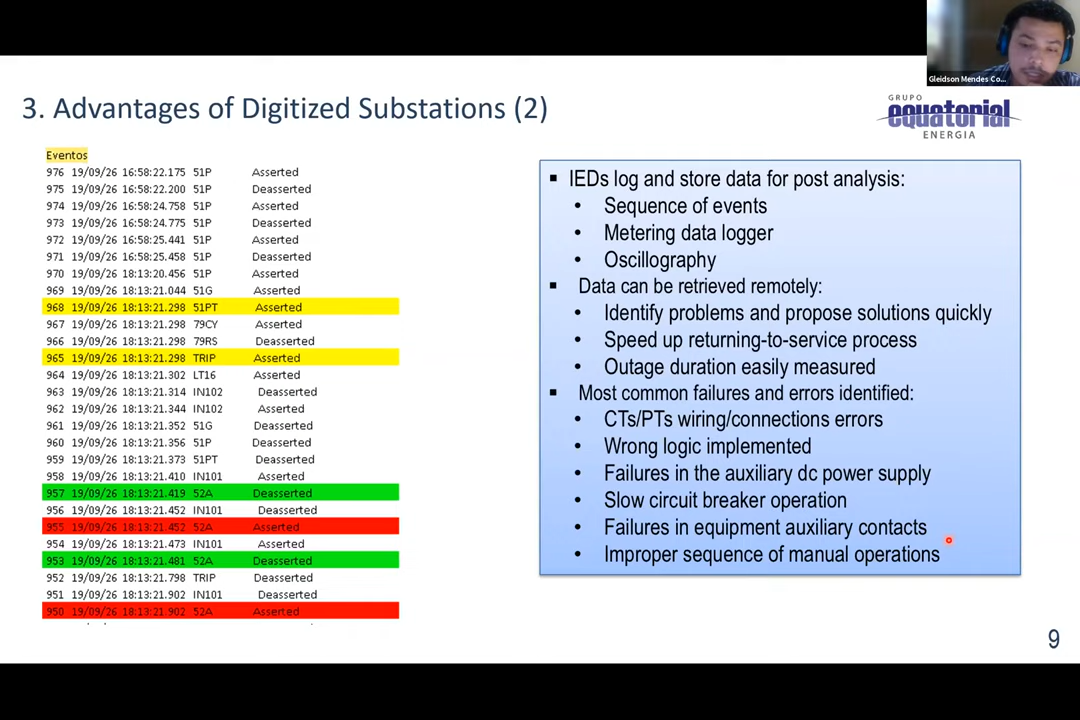 Gleidson Mendes Co...
3. Advantages of Digitized Substations (2)
GRUPO
equatorial
ENERGIA
Eventos
976 19/09/26 16:58:22.175 51P Asserted
975 19/09/26 16:58:22.200 51P Deasserted
974 19/09/26 16:58:24.758 51P Asserted
973 19/09/26 16:58:24.775 51P Deasserted
972 19/09/26 16:58:25.441 51P Asserted
971 19/09/26 16:58:25.458 51P Deasserted
970 19/09/26 18:13:20.456 51P Asserted
969 19/09/26 18:13:21.044 51G Asserted
968 19/09/26 18:13:21.298 51PT Asserted
967 19/09/26 18:13:21.298 79CY Asserted
966 19/09/26 18:13:21.298 79RS Deasserted
965 19/09/26 18:13:21.298 TRIP Asserted
964 19/09/26 18:13:21.302 LT16 Asserted
963 19/09/26 18:13:21.314 IN102 Deasserted
962 19/09/26 18:13:21.344 IN102 Asserted
961 19/09/26 18:13:21.352 51G Deasserted
960 19/09/26 18:13:21.356 51P Deasserted
959 19/09/26 18:13:21.373 51PT Deasserted
958 19/09/26 18:13:21.410 IN101 Asserted
957 19/09/26 18:13:21.419 52A Deasserted
956 19/09/26 18:13:21.452 IN101 Deasserted
955 19/09/26 18:13:21.452 52A Asserted
954 19/09/26 18:13:21.473 IN101 Asserted
953 19/09/26 18:13:21.481 52A Deasserted
952 19/09/26 18:13:21.798 TRIP Deasserted
951 19/09/26 18:13:21.902 IN101 Deasserted
950 19/09/26 18:13:21.902 52A Asserted
▪ IEDs log and store data for post analysis:
• Sequence of events
• Metering data logger
• Oscillography
▪ Data can be retrieved remotely:
• Identify problems and propose solutions quickly
• Speed up returning-to-service process
• Outage duration easily measured
▪ Most common failures and errors identified:
• CTs/PTs wiring/connections errors
• Wrong logic implemented
• Failures in the auxiliary dc power supply
• Slow circuit breaker operation
• Failures in equipment auxiliary contacts
• Improper sequence of manual operations
9